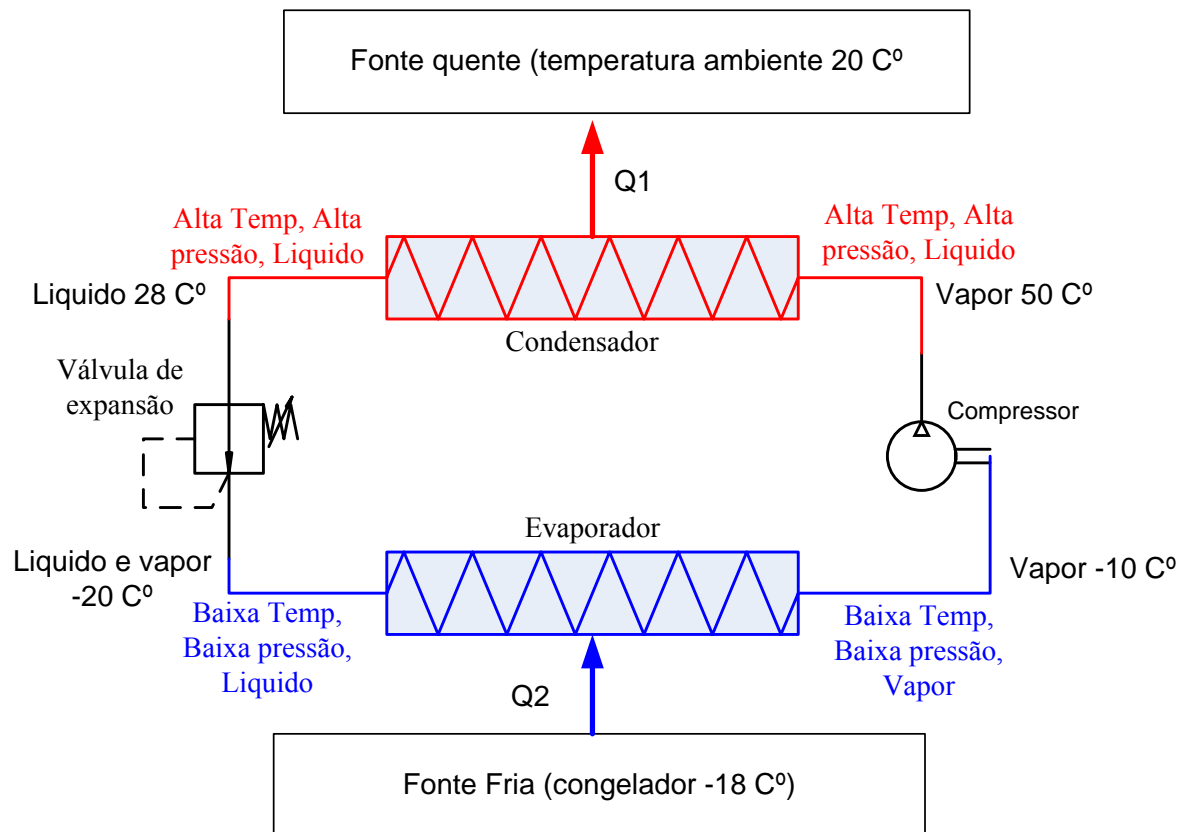 Fonte quente (temperatura ambiente 20 Cº
Q1
Alta Temp, Alta
pressão, Liquido
Alta Temp, Alta
pressão, Liquido
Liquido 28 Cº
Vapor 50 Cº
Condensador
Válvula de
expansão
Compressor
Evaporador
Liquido e vapor
-20 Cº
Vapor -10 Cº
Baixa Temp,
Baixa pressão,
Liquido
Baixa Temp,
Baixa pressão,
Vapor
Q2
Fonte Fria (congelador -18 Cº)